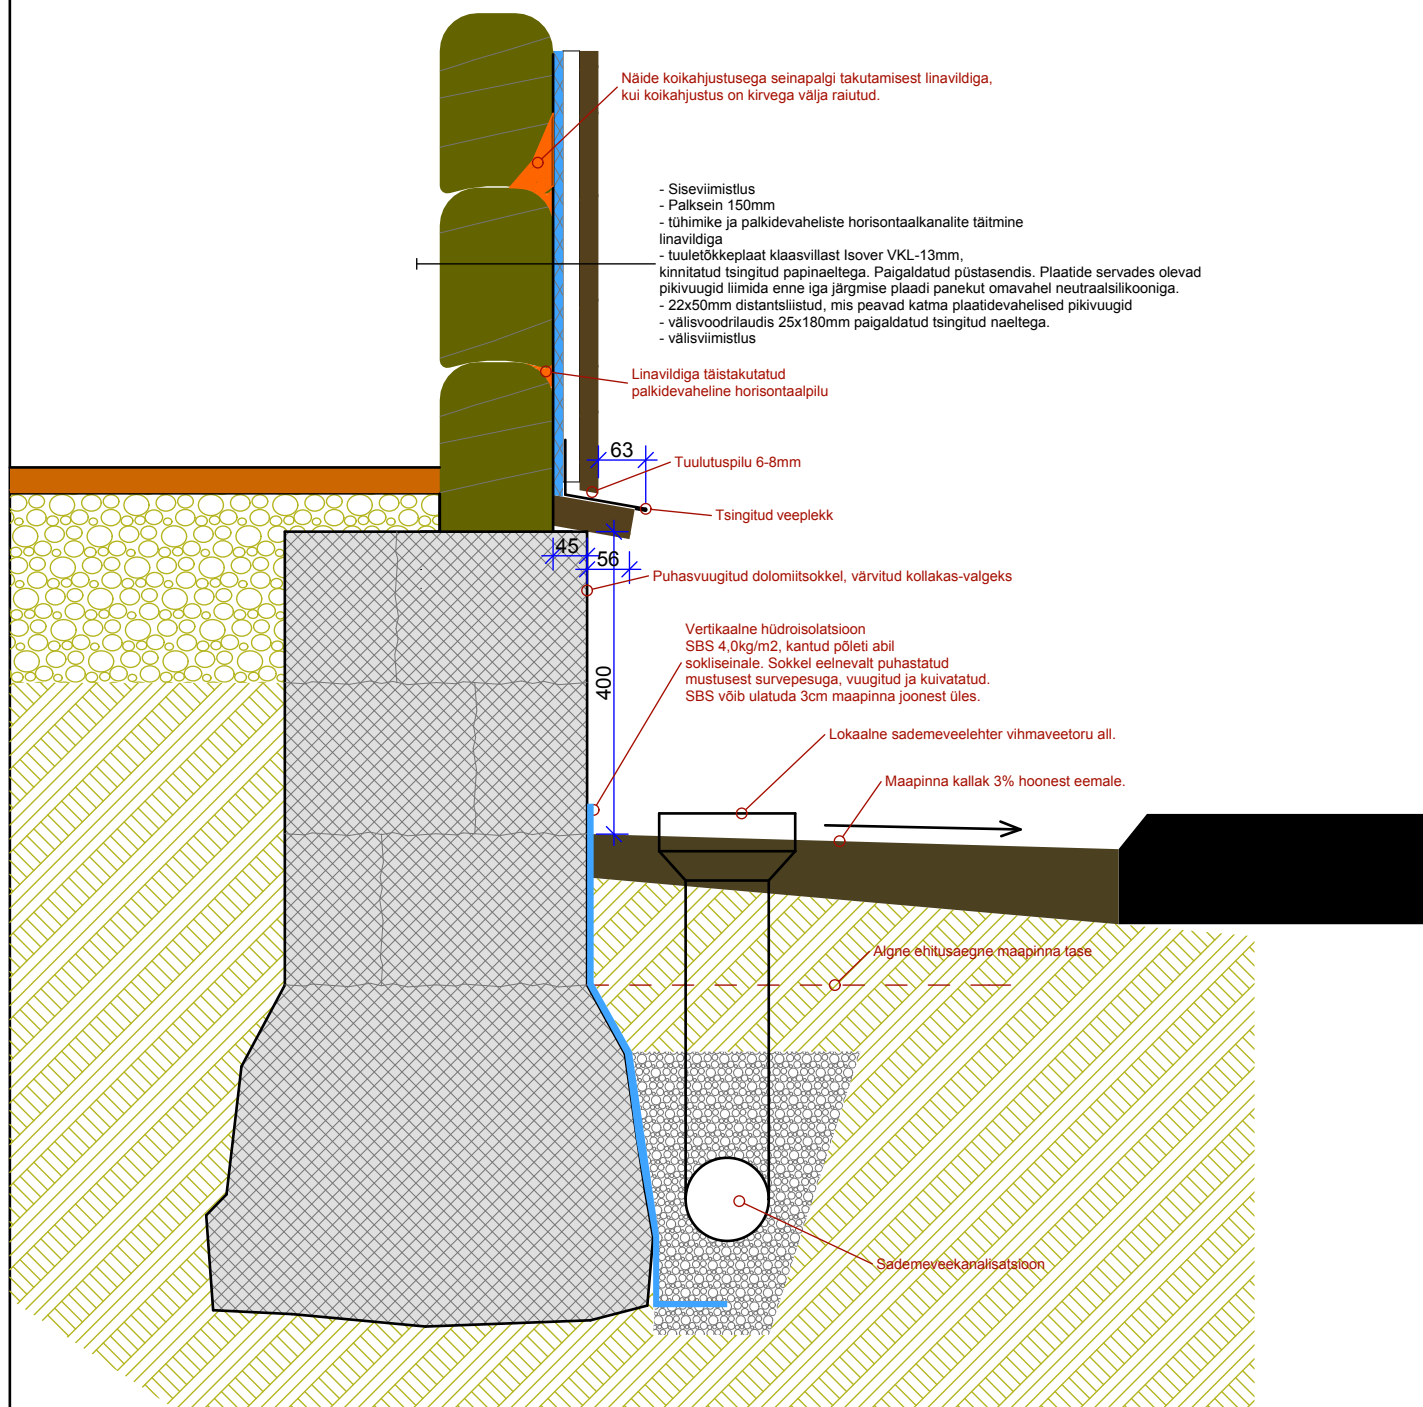 Näide koikahjustusega seinapalgi takutamisest linavildiga,
kui koikahjustus on kirvega välja raiutud.
- Siseviimistlus
- Palksein 150mm
- tühimike ja palkidevaheliste horisontaalkanalite täitmine
linavildiga
- tuuletõkkeplaat klaasvillast Isover VKL-13mm,
kinnitatud tsingitud papinaeltega. Paigaldatud püstasendis. Plaatide servades olevad
pikivuugid liimida enne iga järgmise plaadi panekut omavahel neutraalsilikooniga.
- 22x50mm distantsliistud, mis peavad katma plaatidevahelised pikivuugid
- välisvoodrilaudis 25x180mm paigaldatud tsingitud naeltega.
- välisviimistlus
Linavildiga täistakutatud
palkidevaheline horisontaalpilu
63
Tuulutuspilu 6-8mm
Tsingitud veeplekk
45
56
Puhasvuugitud dolomiitsokkel, värvitud kollakas-valgeks
Vertikaalne hüdroisolatsioon
SBS 4,0kg/m2, kantud põleti abil
sokliseinale. Sokkel eelnevalt puhastatud
mustusest survepesuga, vuugitud ja kuivatatud.
SBS võib ulatuda 3cm maapinna joonest üles.
400
Lokaalne sademeveelehter vihmaveetoru all.
Maapinna kallak 3% hoonest eemale.
Algne ehitusaegne maapinna tase
Sademeveekanalisatsioon